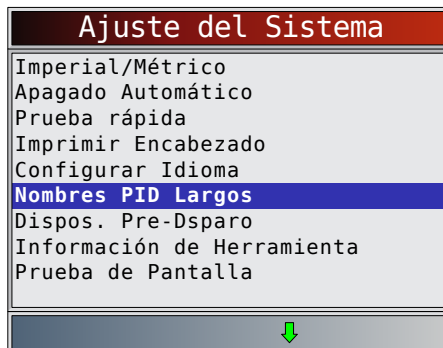 Ajuste del Sistema
Imperial/Métrico
Apagado Automático
Prueba rápida
Imprimir Encabezado
Configurar Idioma
Nombres PID Largos
Dispos. Pre-Dsparo
Información de Herramienta
Prueba de Pantalla